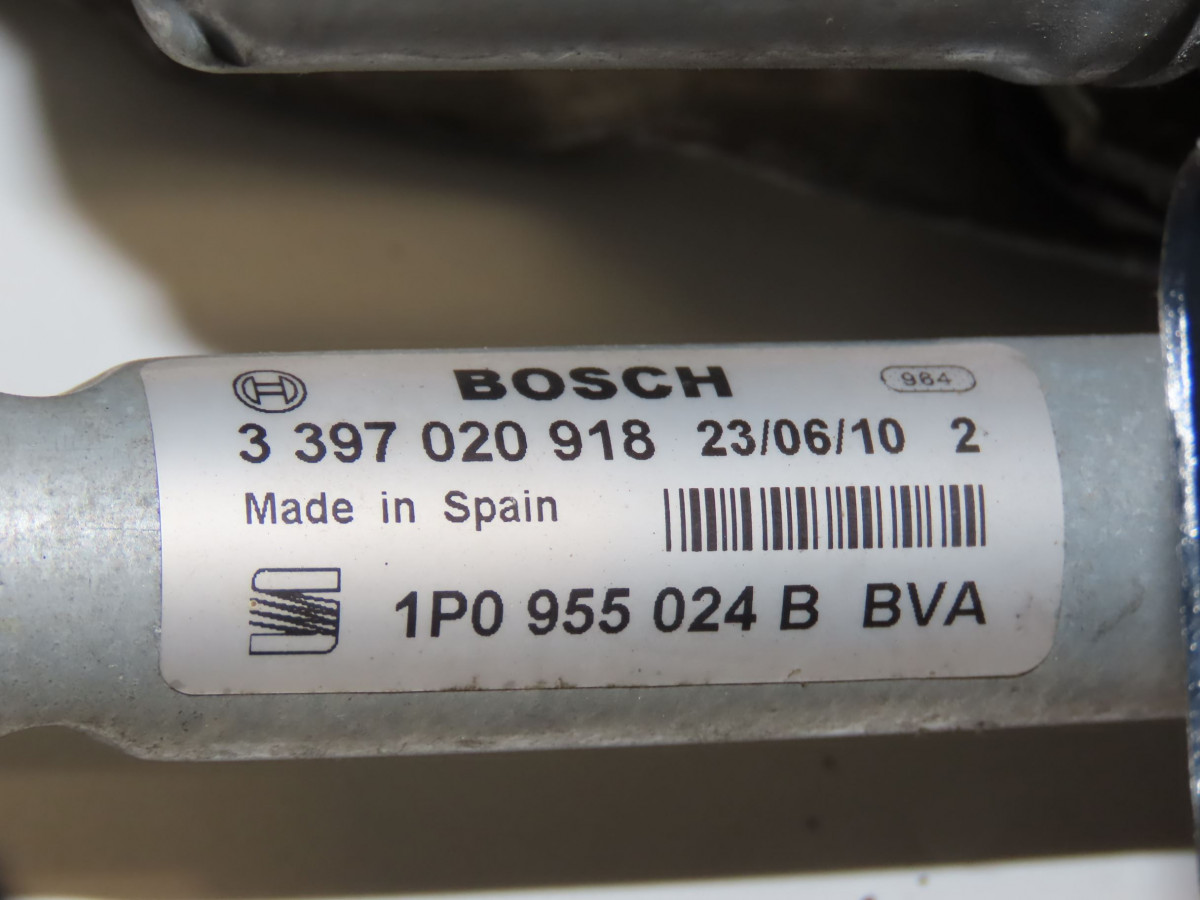 BOSCH 984
3 397 020 918 23/06/10 2
Made in Spain
1P0 955 024 B BVA